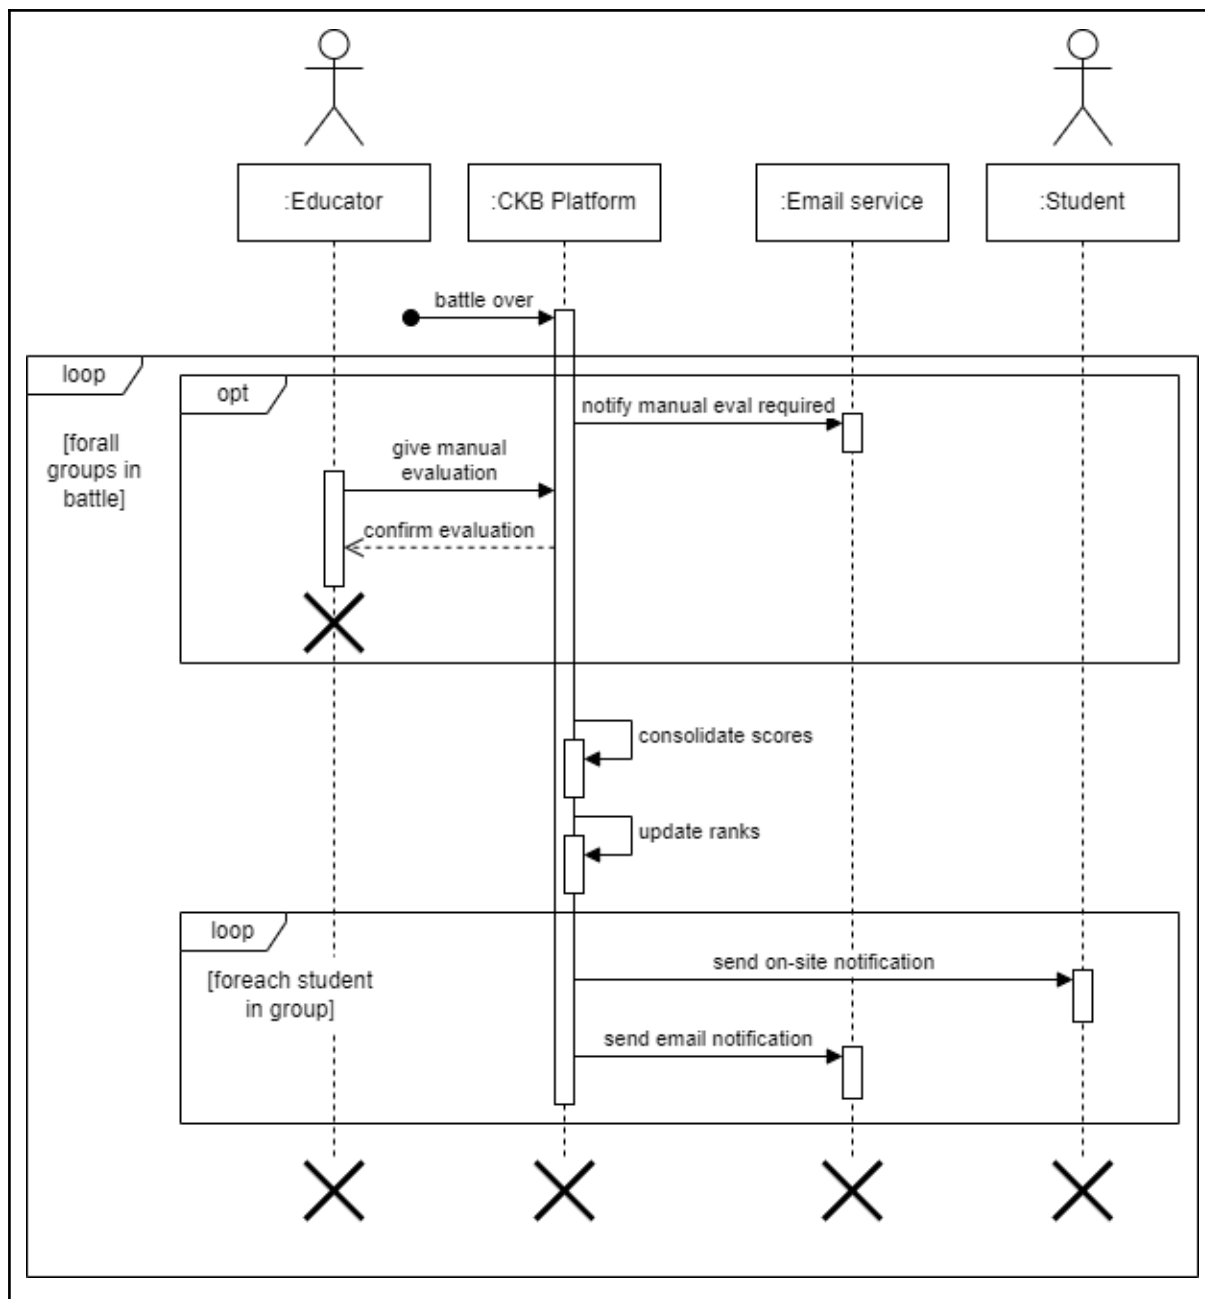 :Educator
:CKB Platform
:Email service
:Student
battle over
loop
opt
notify manual eval required
[forall
groups in
battle]
give manual
evaluation
confirm evaluation
consolidate scores
update ranks
loop
[foreach student
in group]
send on-site notification
send email notification